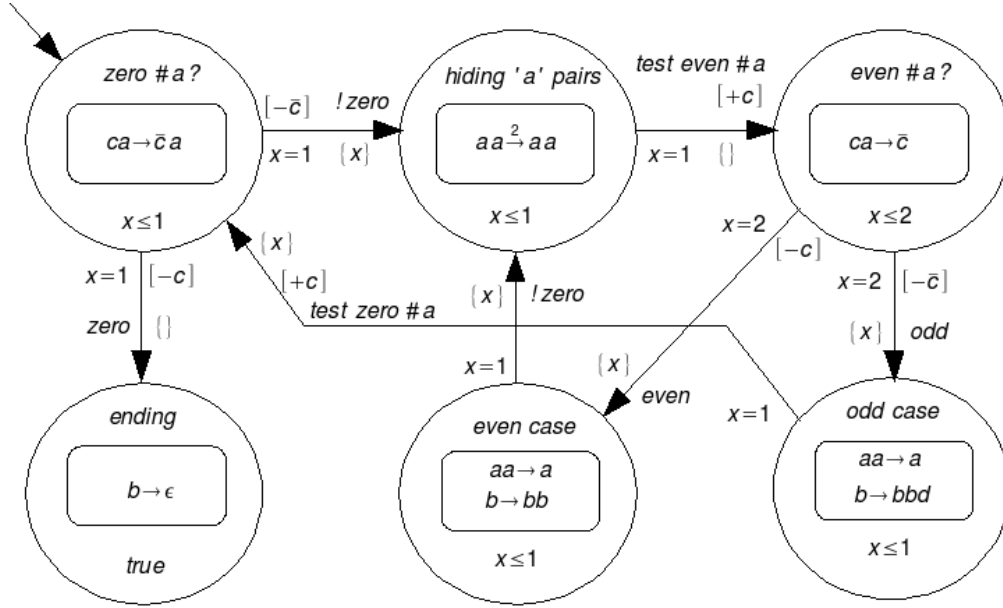 zero # a ?
ca → c̄ a
x ≤ 1
[−c̄] ! zero
x = 1 {x}
hiding ' a' pairs
aa →² aa
x ≤ 1
test even # a
[+c]
x = 1 {}
even # a ?
ca → c̄
x ≤ 2
x = 1 [−c]
zero {}
{x}
[+c]
test zero # a
{x} ! zero
x = 1
x = 2
[−c]
{x}
even
x = 2 [−c̄]
{x} odd
x = 1
ending
b → ϵ
true
even case
aa → a
b → bb
x ≤ 1
odd case
aa → a
b → bbd
x ≤ 1